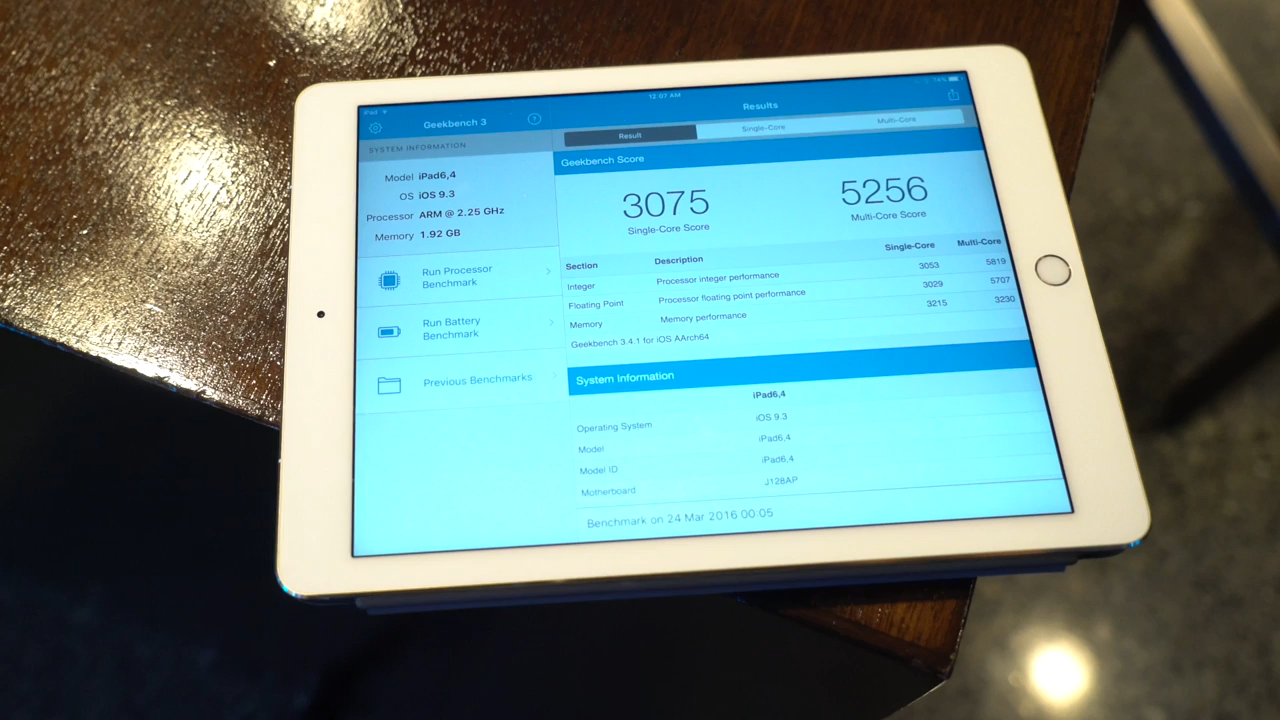 iPad
12:07 AM
74%
Geekbench 3
?
Results
SYSTEM INFORMATION
Model iPad6,4
OS iOS 9.3
Processor ARM @ 2.25 GHz
Memory 1.92 GB
Run Processor
Benchmark
Run Battery
Benchmark
Previous Benchmarks
Result Single-Core Multi-Core
Geekbench Score
3075 5256
Single-Core Score Multi-Core Score
Section Description Single-Core Multi-Core
Integer Processor integer performance 3053 5819
Floating Point Processor floating point performance 3029 5707
Memory Memory performance 3215 3230
Geekbench 3.4.1 for iOS AArch64
System Information
iPad6,4
Operating System iOS 9.3
Model iPad6,4
Model ID iPad6,4
Motherboard J128AP
Benchmark on 24 Mar 2016 00:05